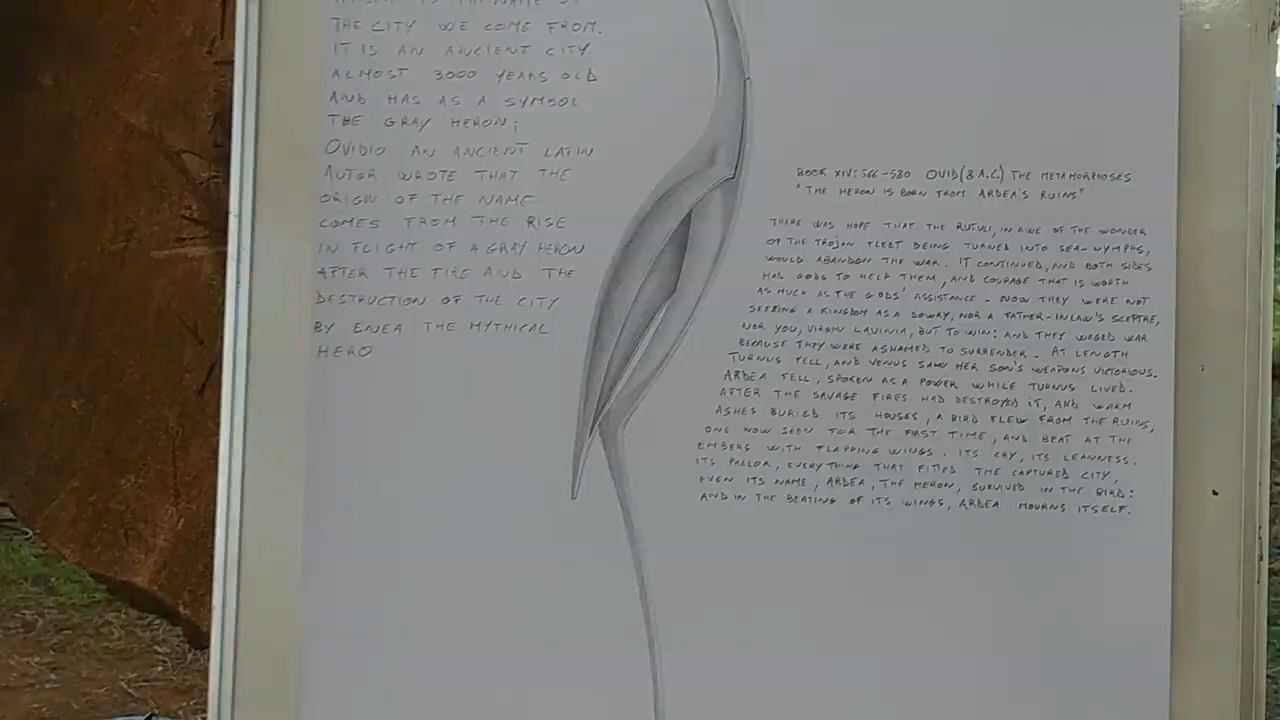 THE CITY WE COME FROM.
IT IS AN ANCIENT CITY
ALMOST 3000 YEARS OLD
AND HAS AS A SYMBOL
THE GRAY HERON;
OVIDIO AN ANCIENT LATIN
AUTOR WROTE THAT THE
ORIGIN OF THE NAME
COMES FROM THE RISE
IN FLIGHT OF A GRAY HERON
AFTER THE FIRE AND THE
DESTRUCTION OF THE CITY
BY ENEA THE MYTHICAL
HERO
BOOK XIV: 566-580 OVID (8 A.C.) THE METAMORPHOSES
"THE HERON IS BORN FROM ARDEA'S RUINS"
THERE WAS HOPE THAT THE RUTULI, IN AWE OF THE WONDER
OF THE TROJAN FLEET BEING TURNED INTO SEA-NYMPHS,
WOULD ABANDON THE WAR. IT CONTINUED, AND BOTH SIDES
HAD GODS TO HELP THEM, AND COURAGE THAT IS WORTH
AS MUCH AS THE GODS' ASSISTANCE. NOW THEY WERE NOT
SEEKING A KINGDOM AS A DOWRY, NOR A FATHER-IN LAW'S SCEPTRE,
NOR YOU, VIRGIN LAVINIA, BUT TO WIN: AND THEY WAGED WAR
BECAUSE THEY WERE ASHAMED TO SURRENDER. AT LENGTH
TURNUS FELL, AND VENUS SAW HER SON'S WEAPONS VICTORIOUS.
ARDEA FELL, SPOKEN AS A POWER WHILE TURNUS LIVED.
AFTER THE SAVAGE FIRES HAD DESTROYED IT, AND WARM
ASHES BURIED ITS HOUSES, A BIRD FLEW FROM THE RUINS,
ONE NOW SEEN FOR THE FIRST TIME, AND BEAT AT THE
EMBERS WITH FLAPPING WINGS. ITS CRY, ITS LEANNESS,
ITS PALLOR, EVERYTHING THAT FITTED THE CAPTURED CITY,
EVEN ITS NAME, ARDEA, THE HERON, SURVIVED IN THE BIRD:
AND IN THE BEATING OF ITS WINGS, ARDEA MOURNS ITSELF.